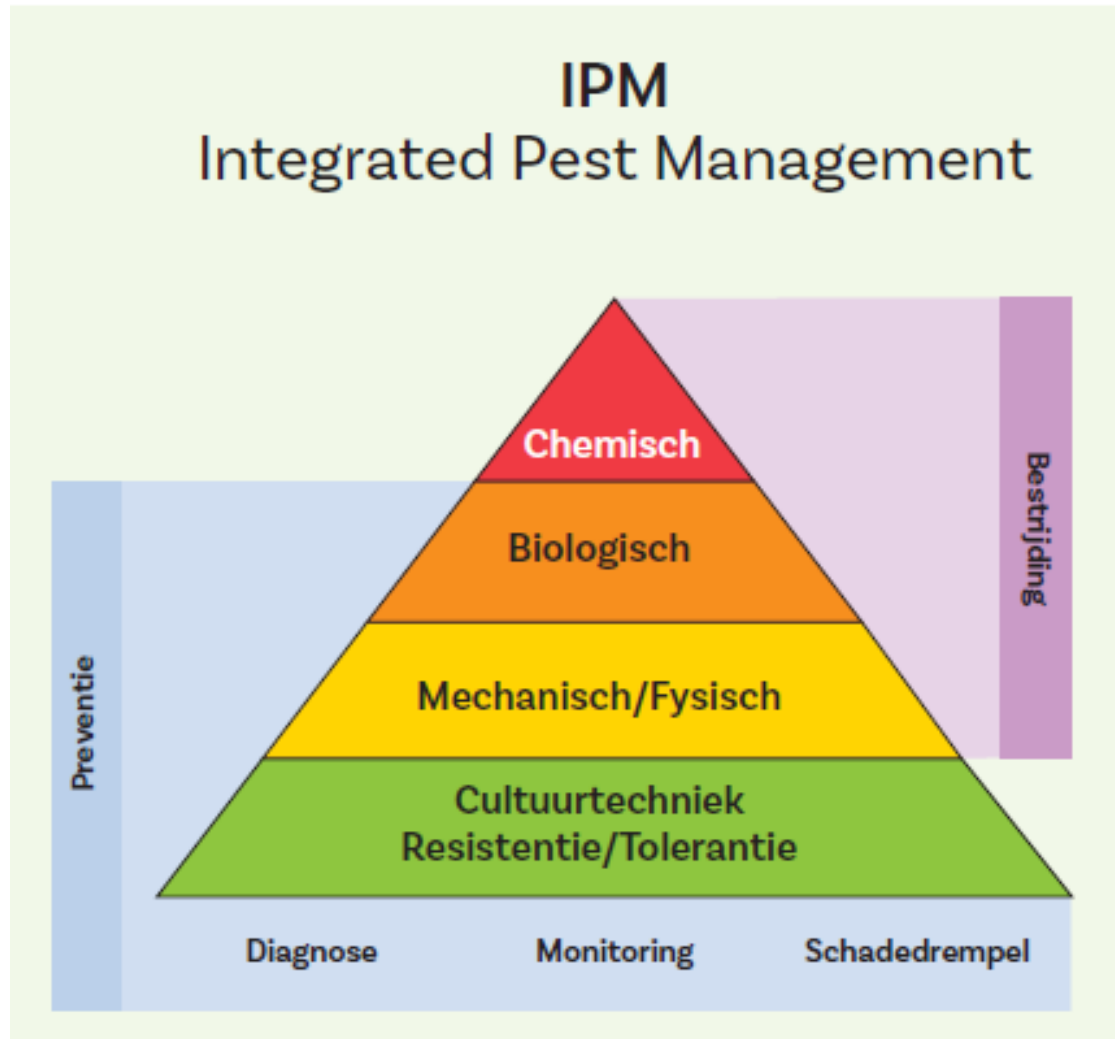 IPM
Integrated Pest Management
Chemisch
Biologisch
Mechanisch/Fysisch
Cultuurtechniek
Resistentie/Tolerantie
Preventie
Bestrijding
Diagnose
Monitoring
Schadedrempel